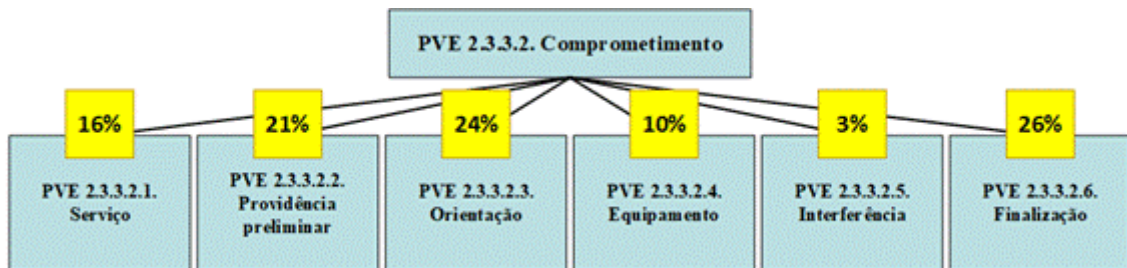 PVE 2.3.3.2. Comprometimento
16%
21%
24%
10%
3%
26%
PVE 2.3.3.2.1.
Serviço
PVE 2.3.3.2.2.
Providência
preliminar
PVE 2.3.3.2.3.
Orientação
PVE 2.3.3.2.4.
Equipamento
PVE 2.3.3.2.5.
Interferência
PVE 2.3.3.2.6.
Finalização